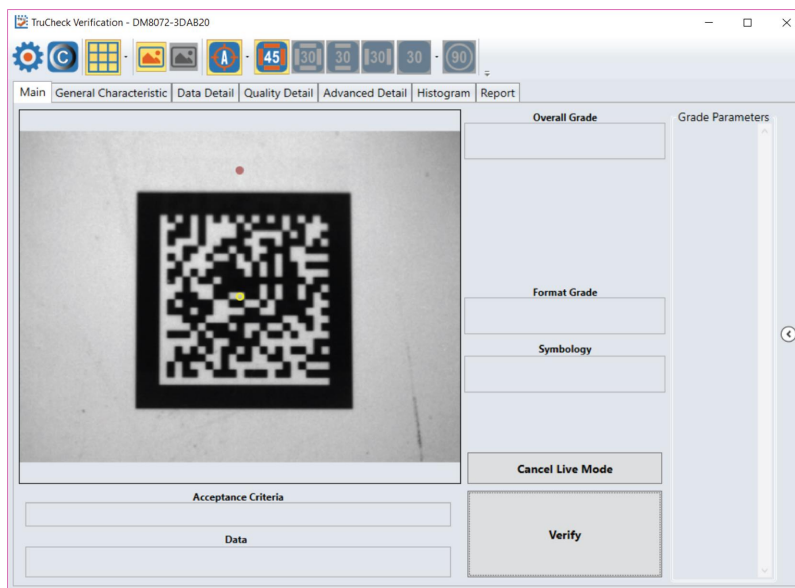 TruCheck Verification - DM8072-3DAB20
C A 45 30 30 30 30 90
Main General Characteristic Data Detail Quality Detail Advanced Detail Histogram Report
Overall Grade
Grade Parameters
Format Grade
Symbology
Cancel Live Mode
Acceptance Criteria
Verify
Data